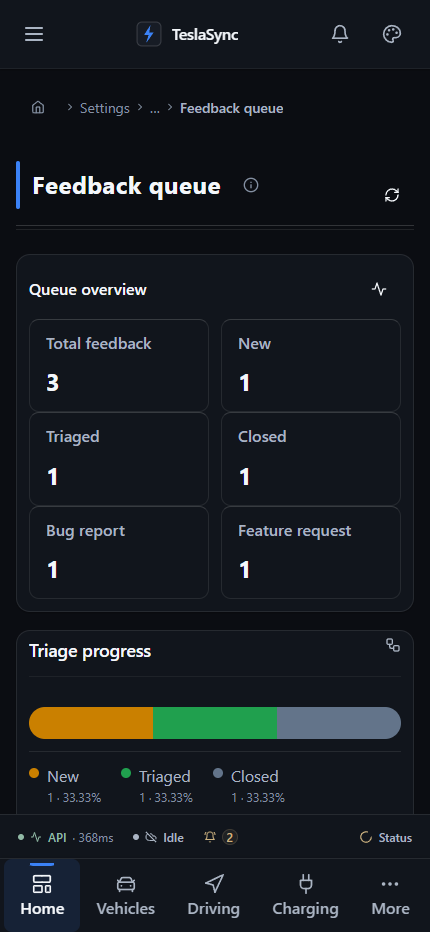 TeslaSync
Settings ... Feedback queue
Feedback queue
Queue overview
Total feedback
3
New
1
Triaged
1
Closed
1
Bug report
1
Feature request
1
Triage progress
New
1 · 33.33%
Triaged
1 · 33.33%
Closed
1 · 33.33%
API · 368ms
Idle
2
Status
Home
Vehicles
Driving
Charging
More